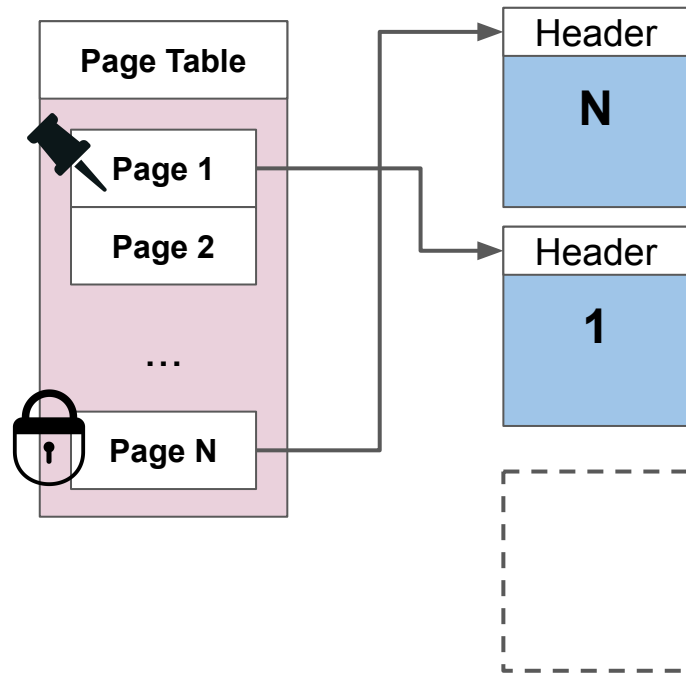 Page Table
Page 1
Page 2
...
Page N
Header
N
Header
1